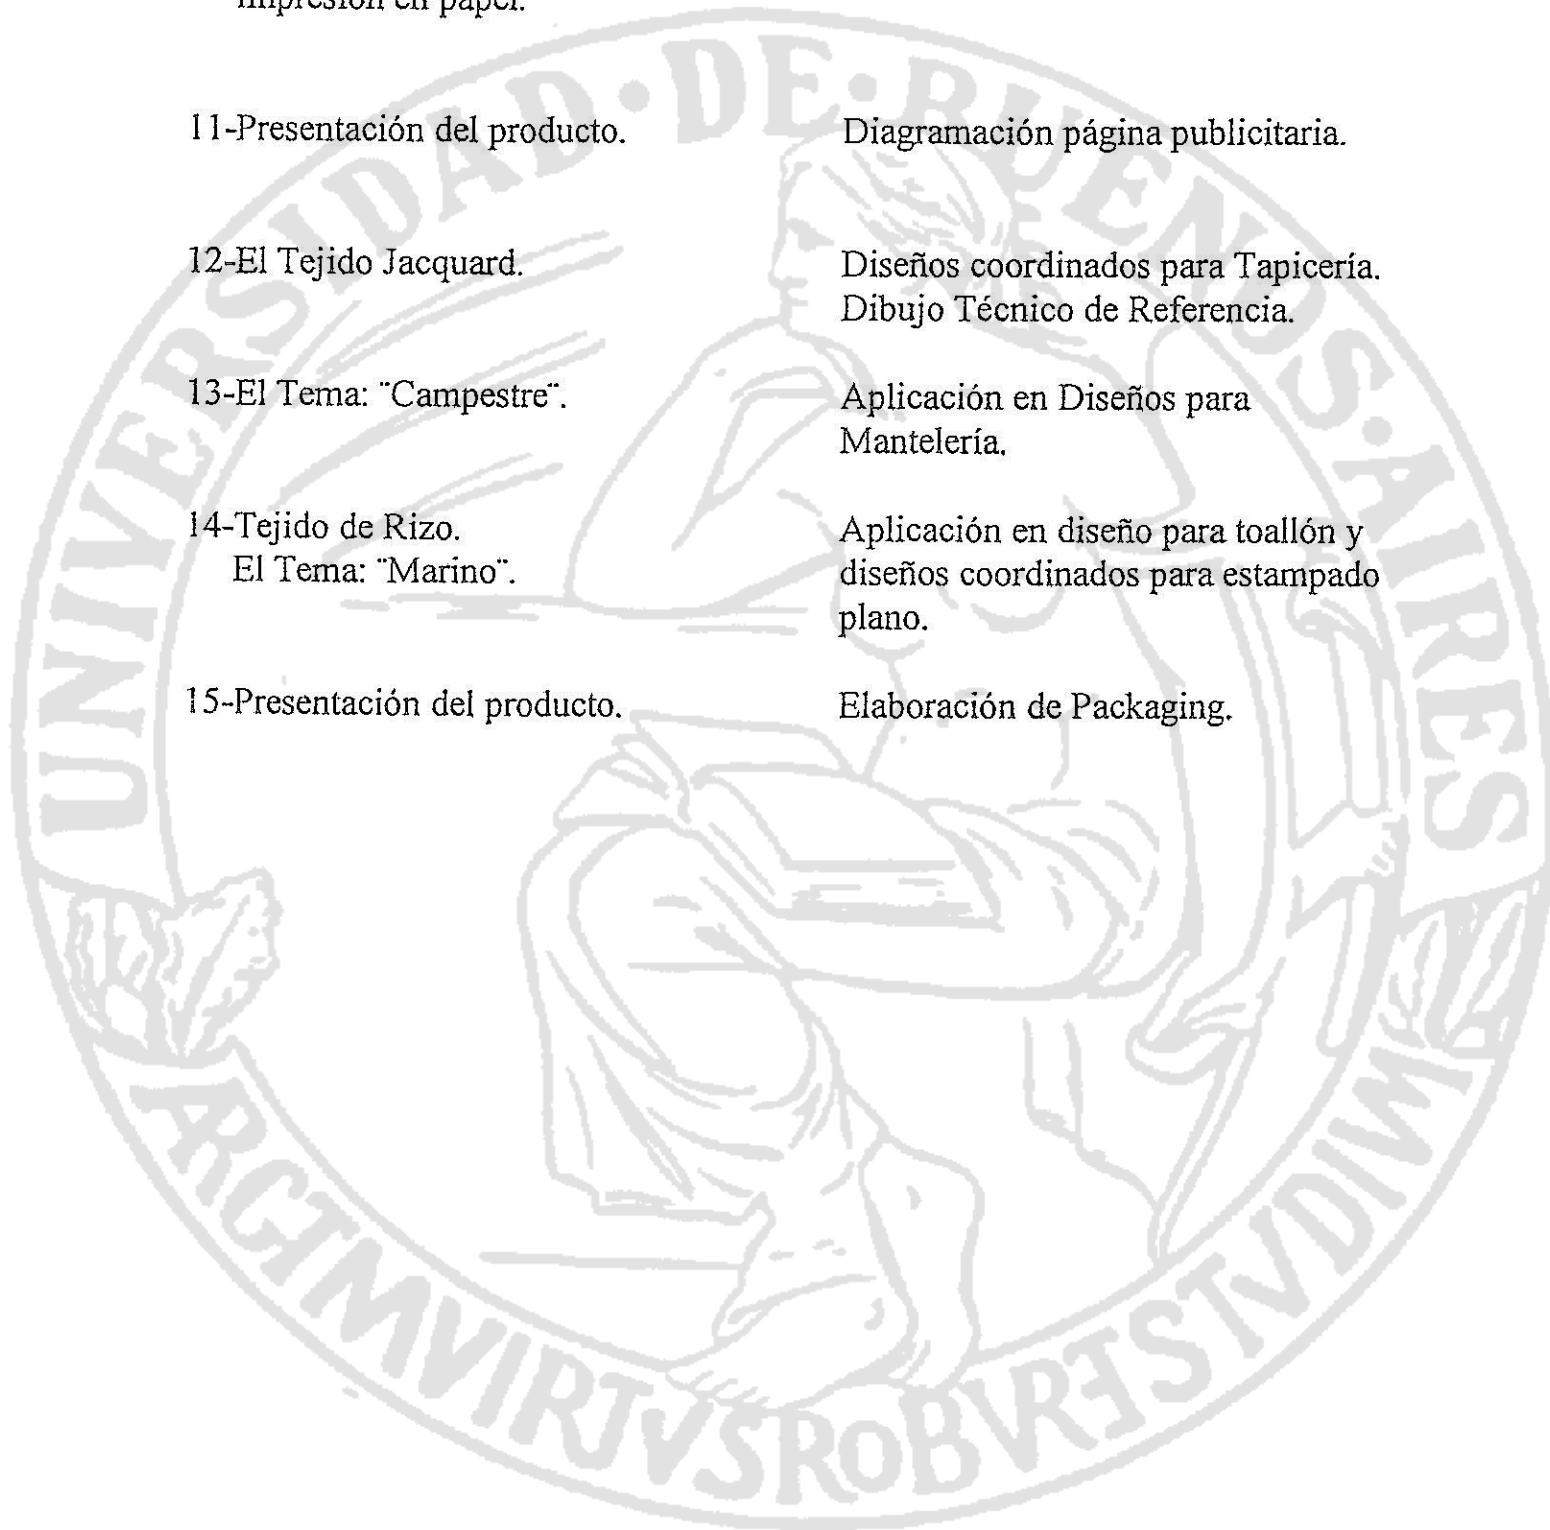 impresión en papel.
11-Presentación del producto.
Diagramación página publicitaria.
12-El Tejido Jacquard.
Diseños coordinados para Tapicería.
Dibujo Técnico de Referencia.
13-El Tema: ¨Campestre¨.
Aplicación en Diseños para
Mantelería.
14-Tejido de Rizo.
El Tema: ¨Marino¨.
Aplicación en diseño para toallón y
diseños coordinados para estampado
plano.
15-Presentación del producto.
Elaboración de Packaging.
UNIVERSIDAD·DE·BUENOS·AIRES
ARGTMVIRTVSROBVRETSTVDIVM